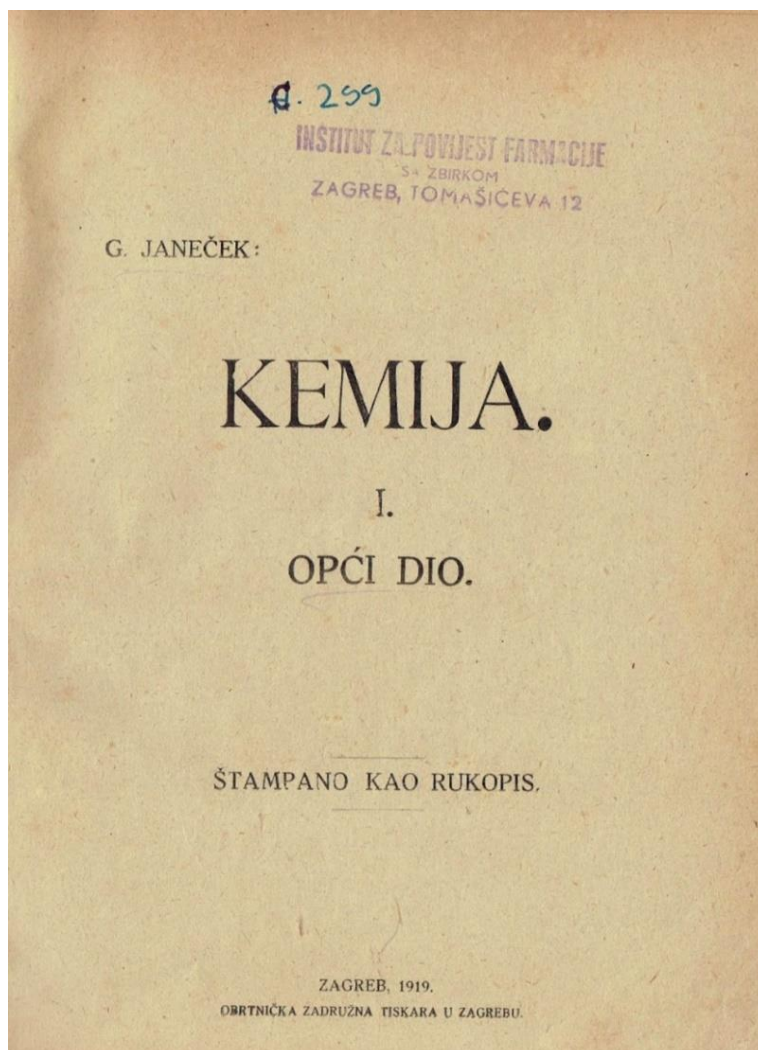 C. 299
INSTITUT ZA POVIJEST FARMACIJE
SA ZBIRKOM
ZAGREB, TOMAŠIĆEVA 12
G. JANEČEK:
KEMIJA.
I.
OPĆI DIO.
ŠTAMPANO KAO RUKOPIS.
ZAGREB, 1919.
OBRTNIČKA ZADRUŽNA TISKARA U ZAGREBU.